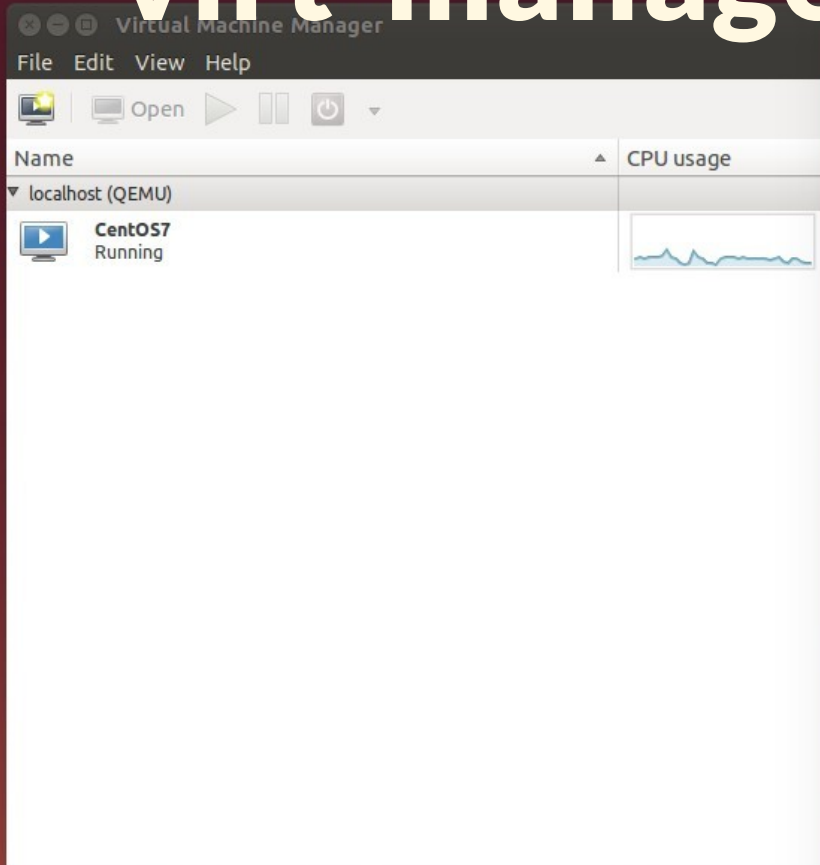 virt-manage
Virtual Machine Manager
File Edit View Help
Open
Name CPU usage
localhost (QEMU)
CentOS7
Running